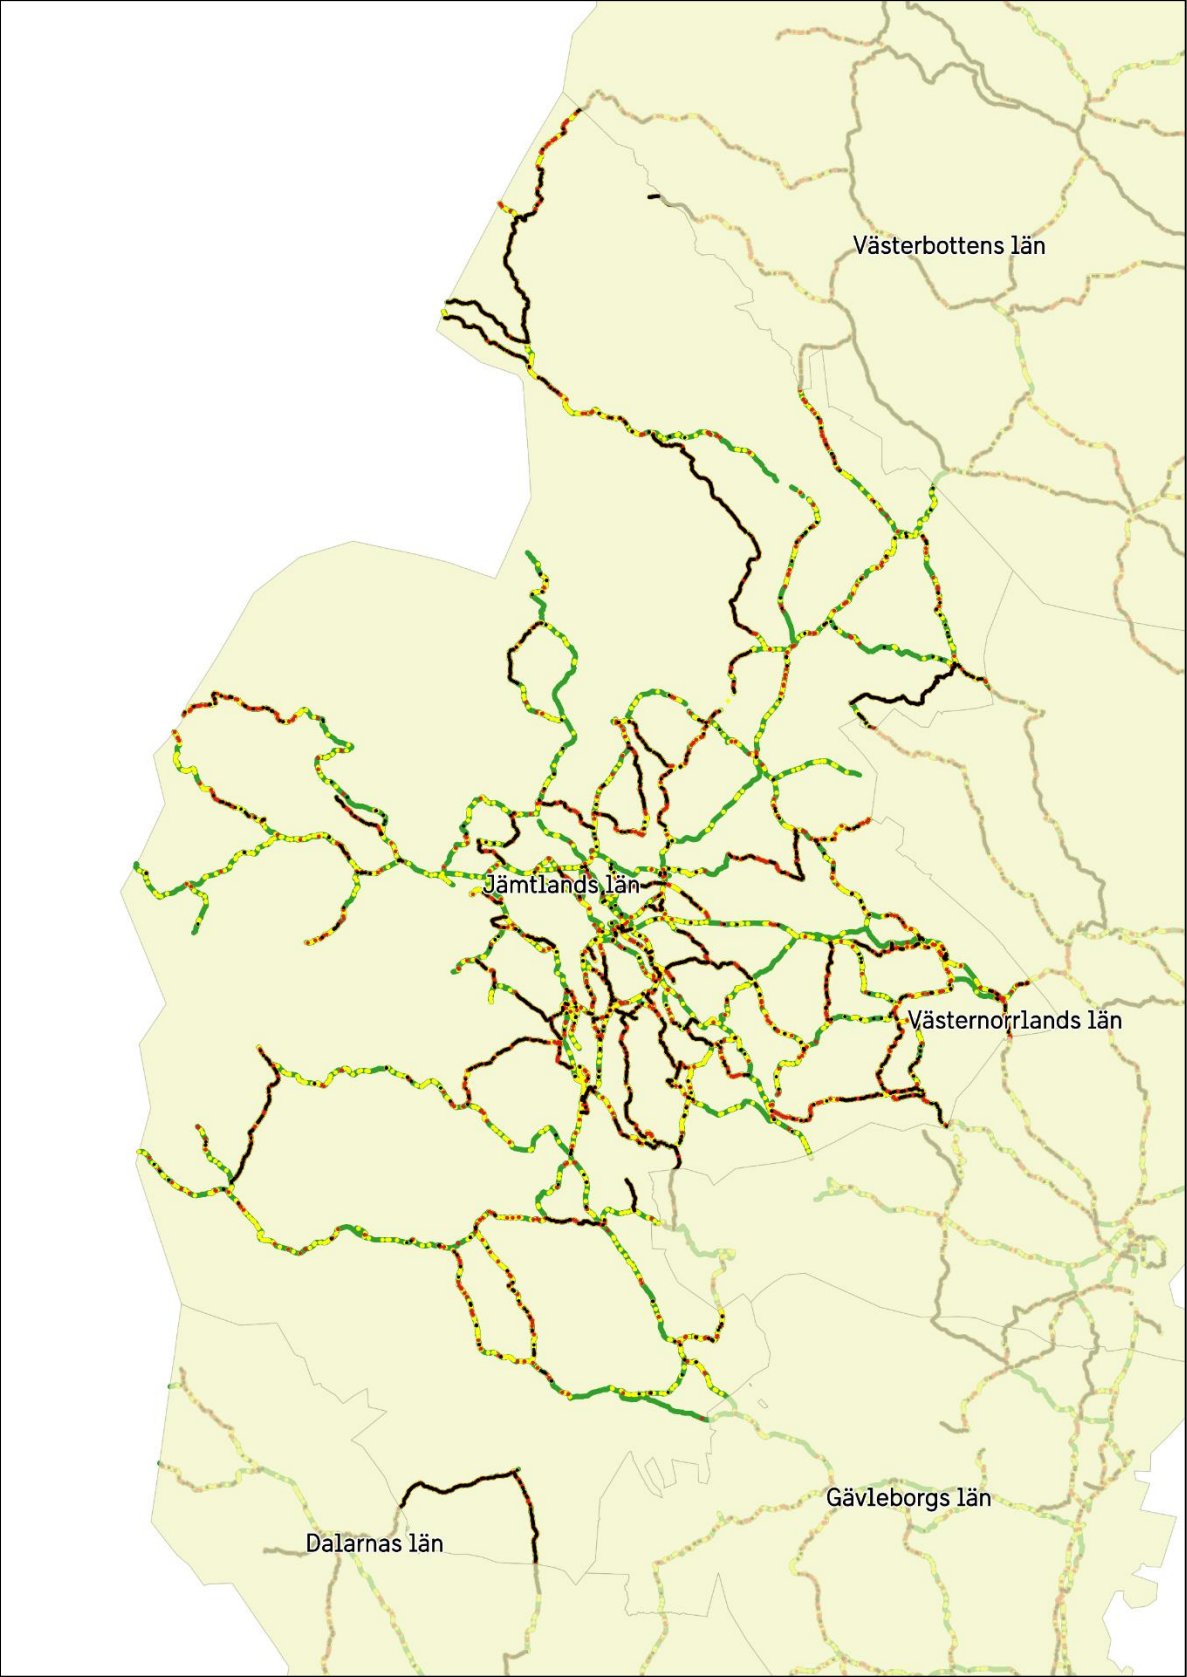 Västerbottens län
Jämtlands län
Västernorrlands län
Gävleborgs län
Dalarnas län